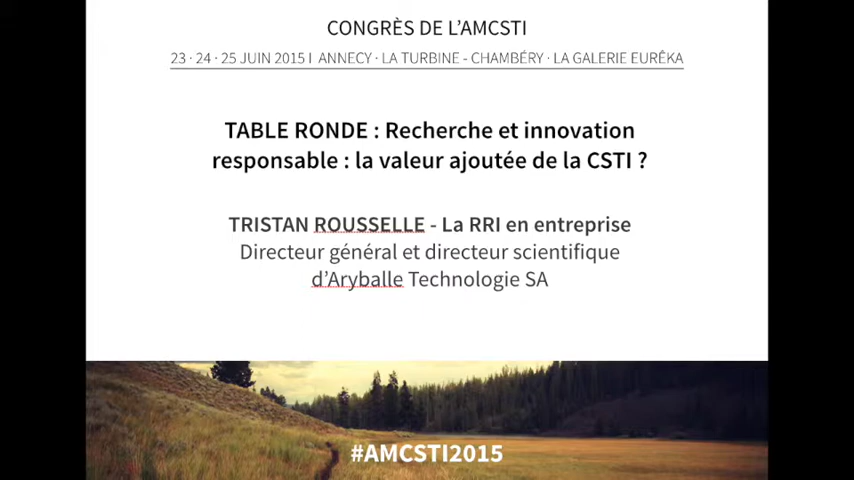 CONGRÈS DE L’AMCSTI
23 · 24 · 25 JUIN 2015 I ANNECY · LA TURBINE - CHAMBÉRY · LA GALERIE EURÊKA
TABLE RONDE : Recherche et innovation
responsable : la valeur ajoutée de la CSTI ?
TRISTAN ROUSSELLE - La RRI en entreprise
Directeur général et directeur scientifique
d’Aryballe Technologie SA
#AMCSTI2015